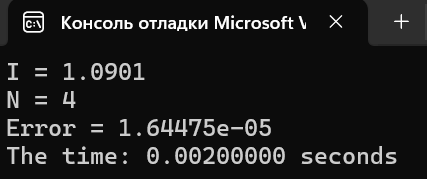 Консоль отладки Microsoft V
I = 1.0901
N = 4
Error = 1.64475e-05
The time: 0.00200000 seconds